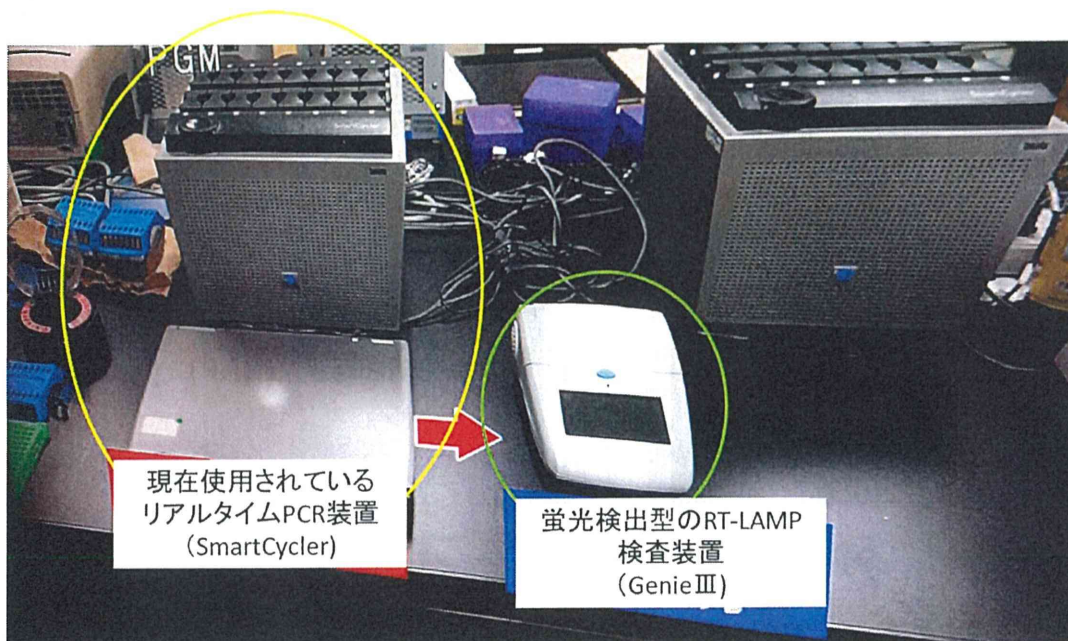 PGM
SmartCycler
現在使用されている
リアルタイムPCR装置
（SmartCycler)
蛍光検出型のRT-LAMP
検査装置
（GenieⅢ)